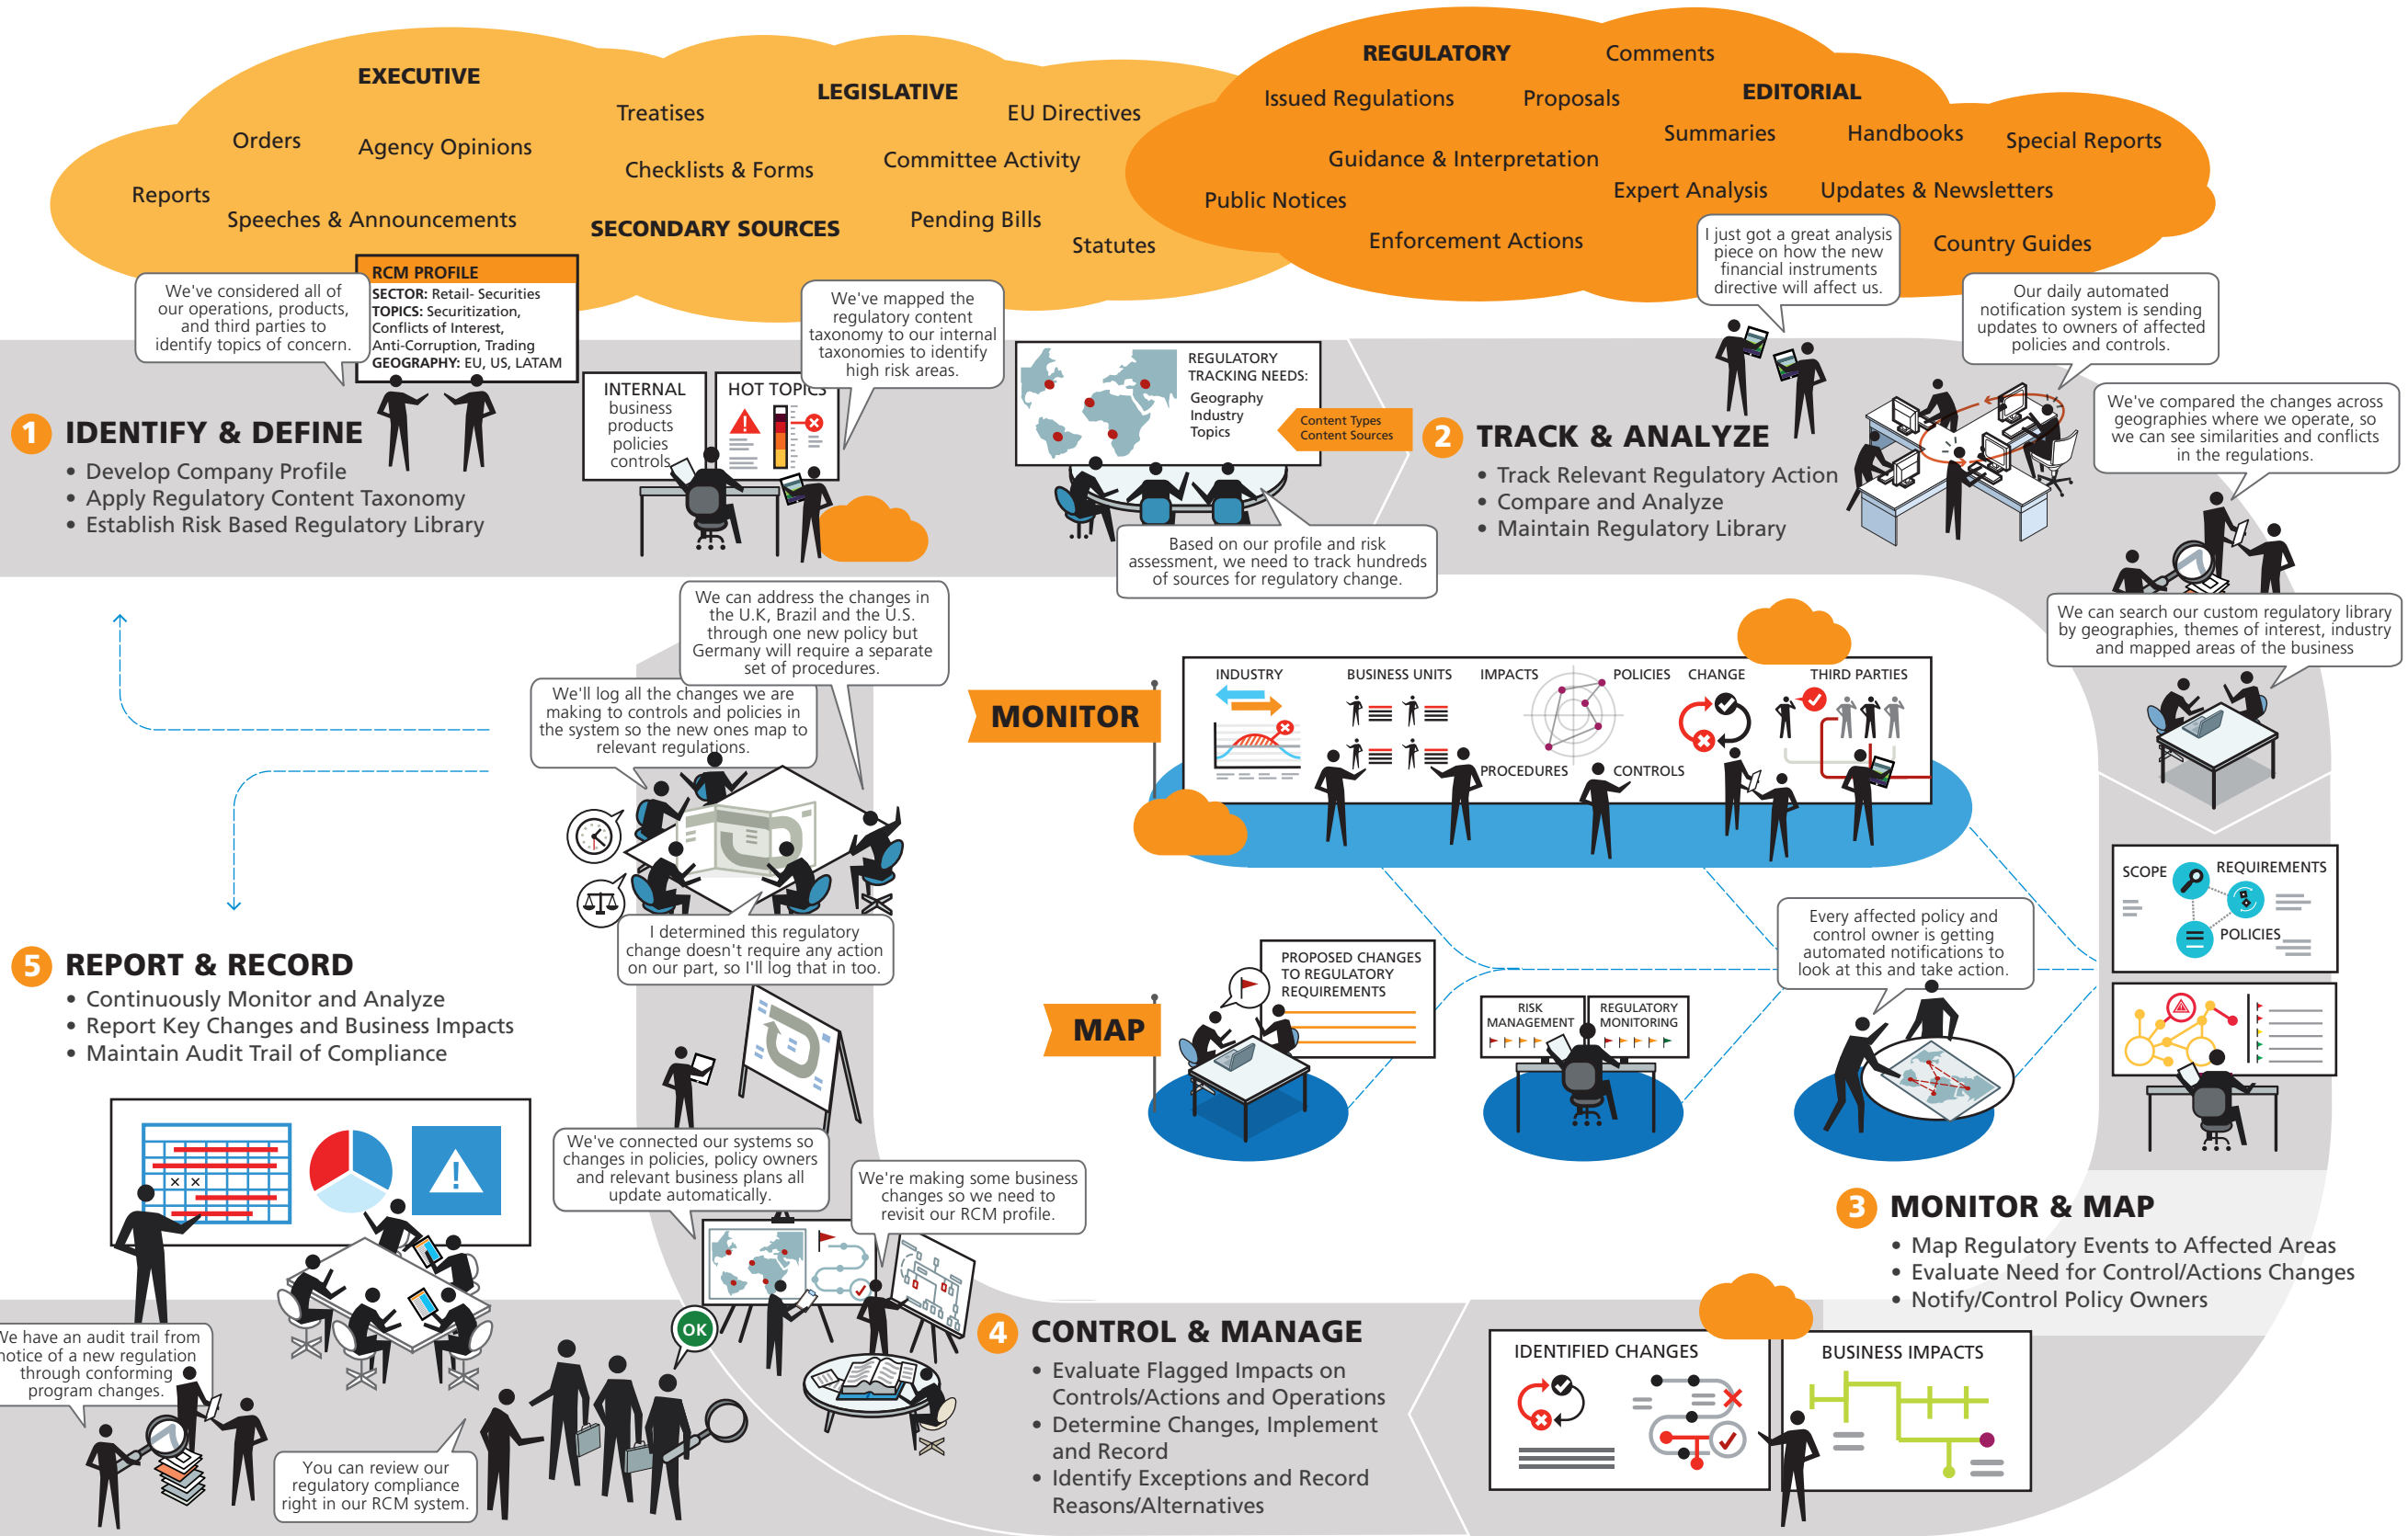 EXECUTIVE
Orders
Agency Opinions
Reports
Speeches & Announcements
Treatises
Checklists & Forms
SECONDARY SOURCES
LEGISLATIVE
EU Directives
Committee Activity
Pending Bills
Statutes
REGULATORY
Comments
Issued Regulations
Proposals
Guidance & Interpretation
Public Notices
Enforcement Actions
EDITORIAL
Summaries
Handbooks
Special Reports
Expert Analysis
Updates & Newsletters
Country Guides
We've considered all of
our operations, products,
and third parties to
identify topics of concern.
RCM PROFILE
SECTOR: Retail- Securities
TOPICS: Securitization,
Conflicts of Interest,
Anti-Corruption, Trading
GEOGRAPHY: EU, US, LATAM
We've mapped the
regulatory content
taxonomy to our internal
taxonomies to identify
high risk areas.
INTERNAL
business
products
policies
controls
HOT TOPICS
1 IDENTIFY & DEFINE
• Develop Company Profile
• Apply Regulatory Content Taxonomy
• Establish Risk Based Regulatory Library
REGULATORY
TRACKING NEEDS:
Geography
Industry
Topics
Content Types
Content Sources
Based on our profile and risk
assessment, we need to track hundreds
of sources for regulatory change.
2 TRACK & ANALYZE
• Track Relevant Regulatory Action
• Compare and Analyze
• Maintain Regulatory Library
I just got a great analysis
piece on how the new
financial instruments
directive will affect us.
Our daily automated
notification system is sending
updates to owners of affected
policies and controls.
We've compared the changes across
geographies where we operate, so
we can see similarities and conflicts
in the regulations.
We can search our custom regulatory library
by geographies, themes of interest, industry
and mapped areas of the business
MONITOR
INDUSTRY
BUSINESS UNITS
IMPACTS
POLICIES
PROCEDURES
CONTROLS
CHANGE
THIRD PARTIES
MAP
PROPOSED CHANGES
TO REGULATORY
REQUIREMENTS
RISK
MANAGEMENT
REGULATORY
MONITORING
Every affected policy and
control owner is getting
automated notifications to
look at this and take action.
SCOPE
REQUIREMENTS
POLICIES
3 MONITOR & MAP
• Map Regulatory Events to Affected Areas
• Evaluate Need for Control/Actions Changes
• Notify/Control Policy Owners
IDENTIFIED CHANGES
BUSINESS IMPACTS
4 CONTROL & MANAGE
• Evaluate Flagged Impacts on
Controls/Actions and Operations
• Determine Changes, Implement
and Record
• Identify Exceptions and Record
Reasons/Alternatives
We can address the changes in
the U.K, Brazil and the U.S.
through one new policy but
Germany will require a separate
set of procedures.
We'll log all the changes we are
making to controls and policies in
the system so the new ones map to
relevant regulations.
I determined this regulatory
change doesn't require any action
on our part, so I'll log that in too.
We've connected our systems so
changes in policies, policy owners
and relevant business plans all
update automatically.
We're making some business
changes so we need to
revisit our RCM profile.
OK
5 REPORT & RECORD
• Continuously Monitor and Analyze
• Report Key Changes and Business Impacts
• Maintain Audit Trail of Compliance
We have an audit trail from
notice of a new regulation
through conforming
program changes.
You can review our
regulatory compliance
right in our RCM system.